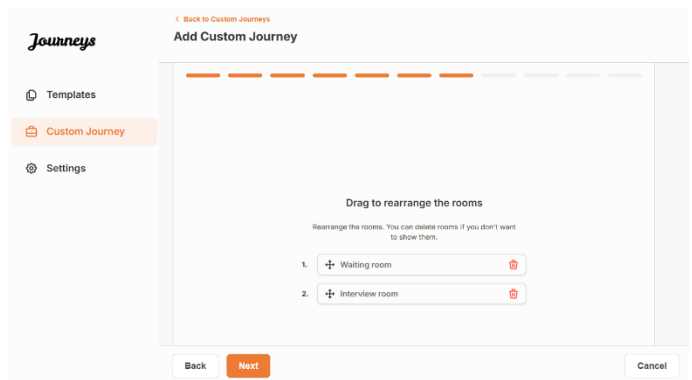 < Back to Custom Journeys
Journeys
Add Custom Journey
Templates
Custom Journey
Settings
Drag to rearrange the rooms
Rearrange the rooms. You can delete rooms if you don't want
to show them.
1. Waiting room
2. Interview room
Back Next Cancel